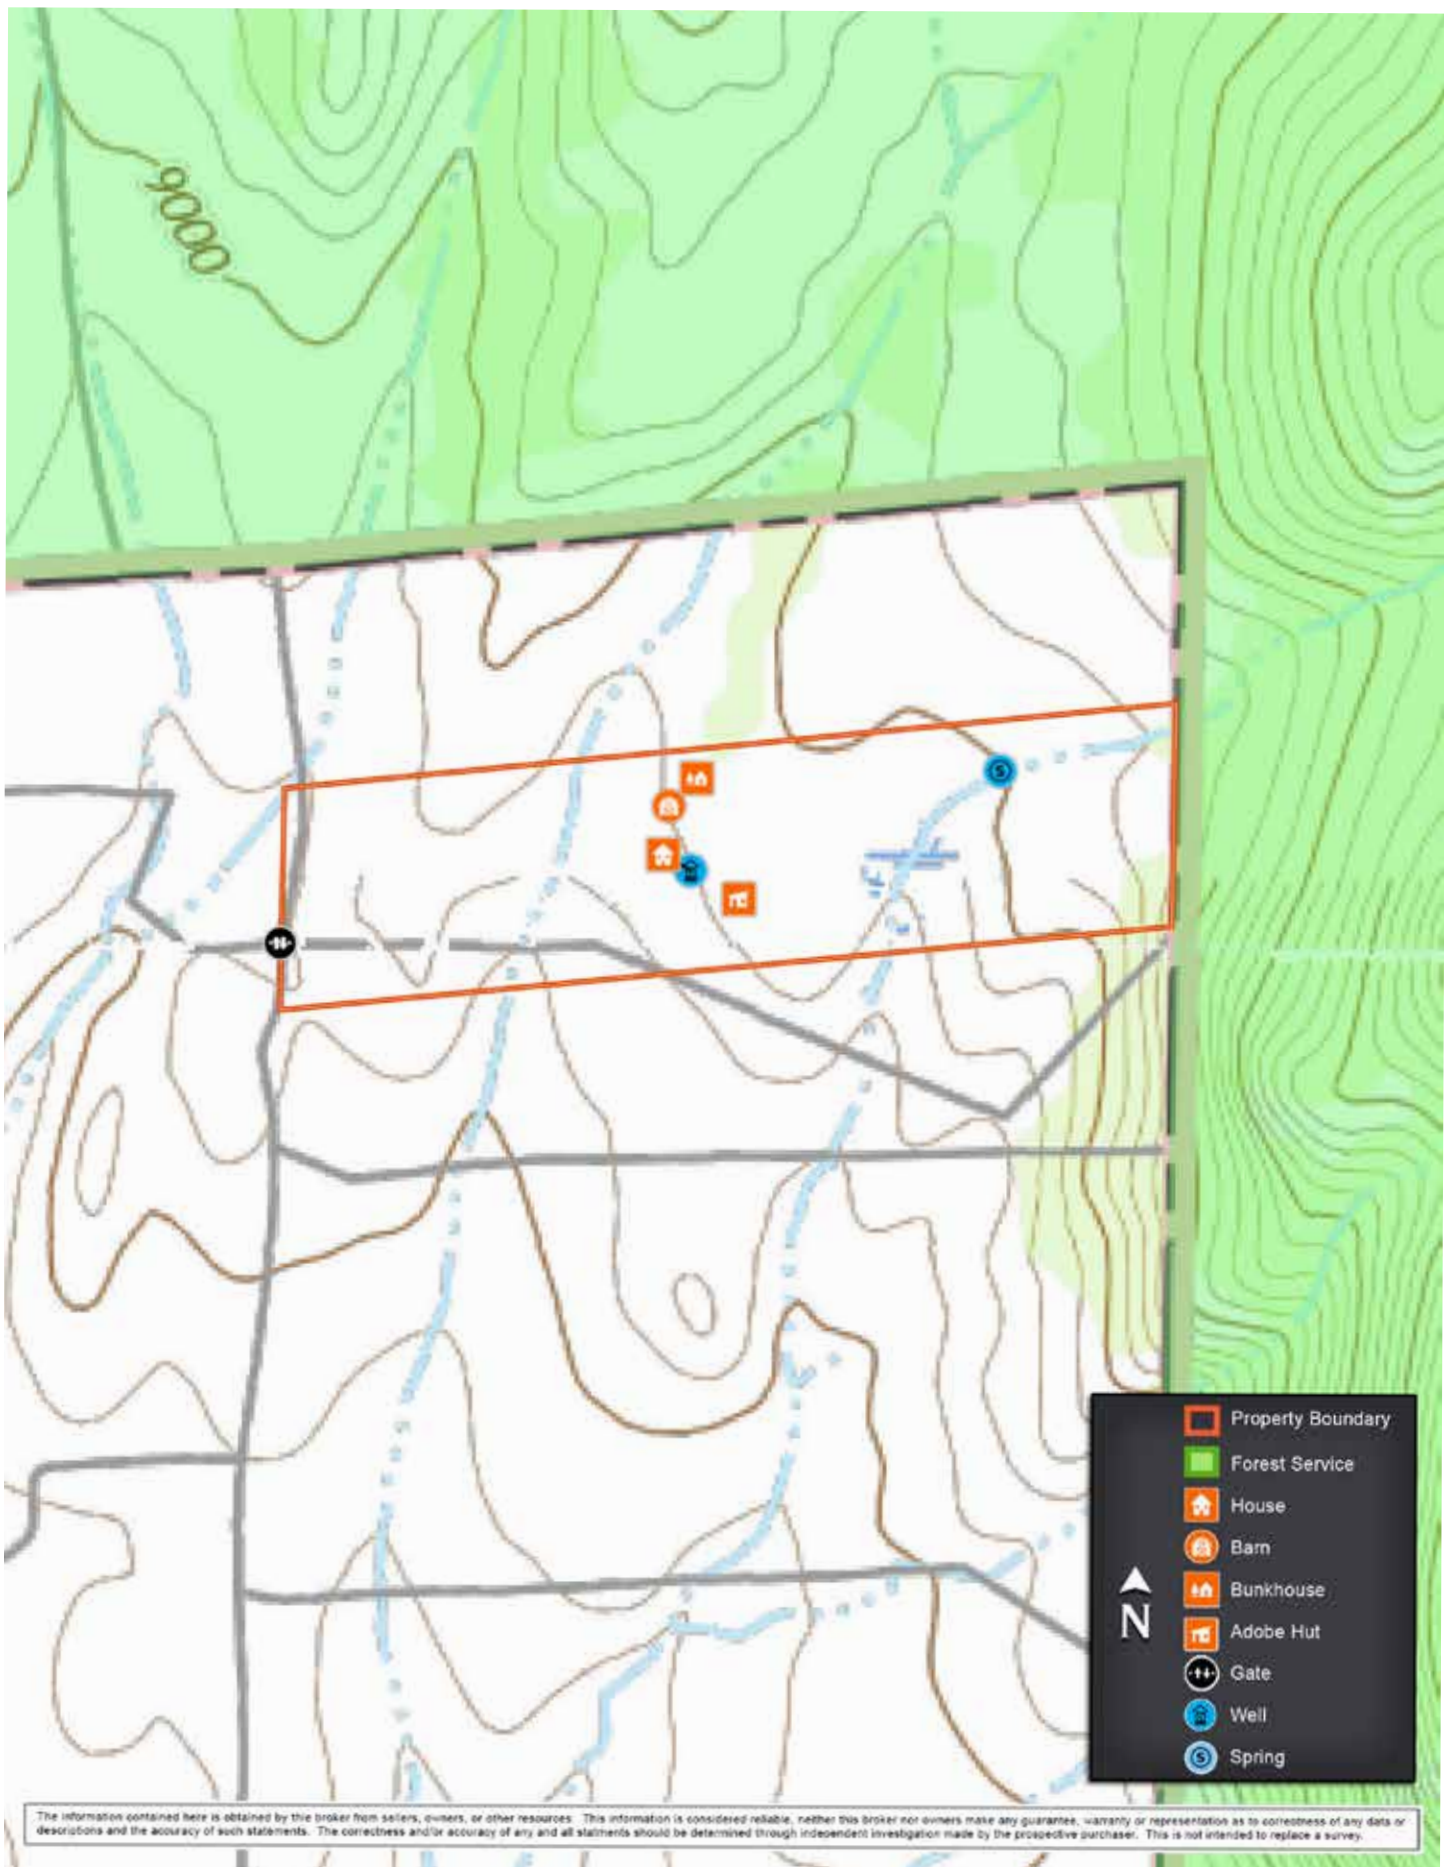 9000
Property Boundary
Forest Service
House
Barn
Bunkhouse
Adobe Hut
Gate
Well
Spring
N
The information contained here is obtained by this broker from sellers, owners, or other resources. This information is considered reliable, neither this broker nor owners make any guarantee, warranty or representation as to correctness of any data or
descriptions and the accuracy of such statements. The correctness and/or accuracy of any and all statments should be determined through independent investigation made by the prospective purchaser. This is not intended to replace a survey.